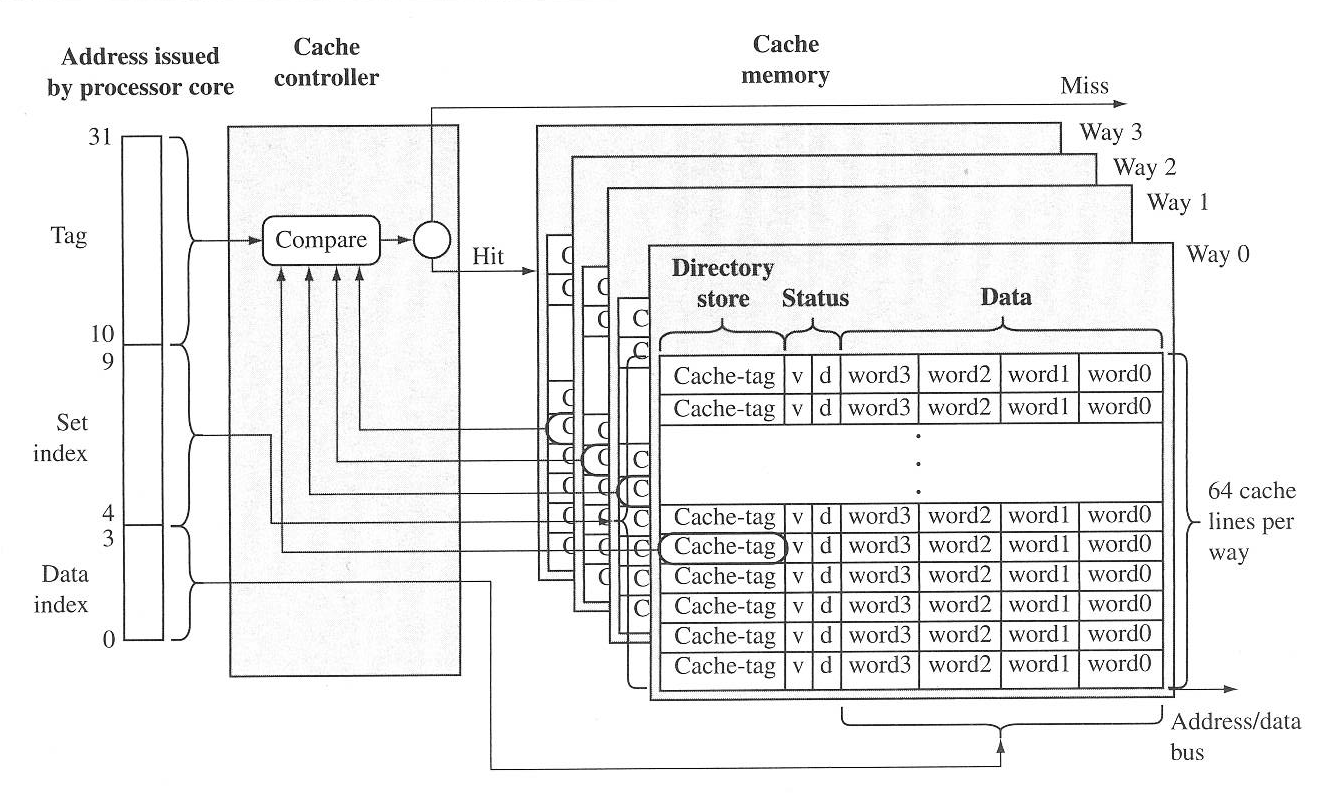 Address issued
by processor core
Cache
controller
Cache
memory
Miss
31
Way 3
Way 2
Way 1
Way 0
Tag
Compare
Hit
Directory
store
Status
Data
10
9
Cache-tag v d word3 word2 word1 word0
Cache-tag v d word3 word2 word1 word0
.
.
.
Set
index
64 cache
lines per
way
4
3
Cache-tag v d word3 word2 word1 word0
Cache-tag v d word3 word2 word1 word0
Cache-tag v d word3 word2 word1 word0
Cache-tag v d word3 word2 word1 word0
Cache-tag v d word3 word2 word1 word0
Cache-tag v d word3 word2 word1 word0
Data
index
0
Address/data
bus